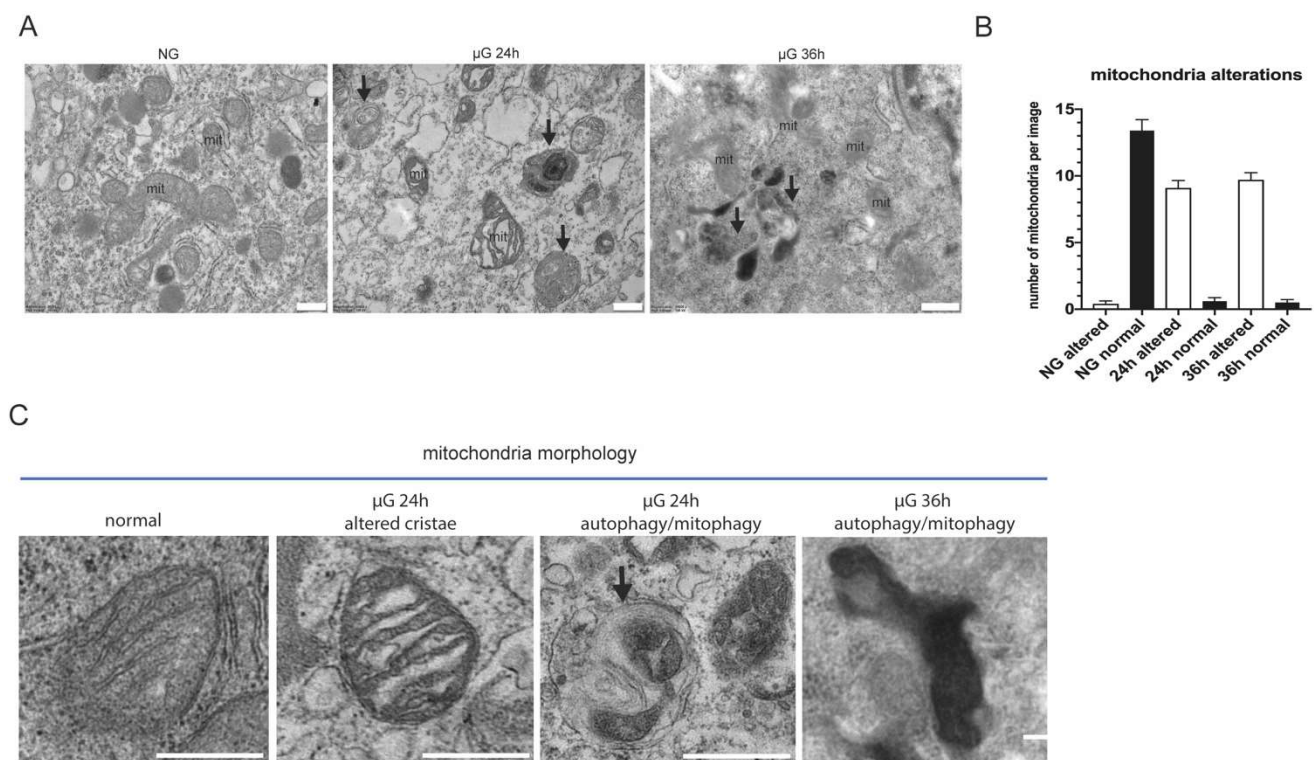 A
NG
mit
mit
µG 24h
mit
mit
µG 36h
mit
mit
mit
mit
B
mitochondria alterations
number of mitochondria per image
15
10
5
0
NG altered
NG normal
24h altered
24h normal
36h altered
36h normal
C
mitochondria morphology
normal
µG 24h
altered cristae
µG 24h
autophagy/mitophagy
µG 36h
autophagy/mitophagy